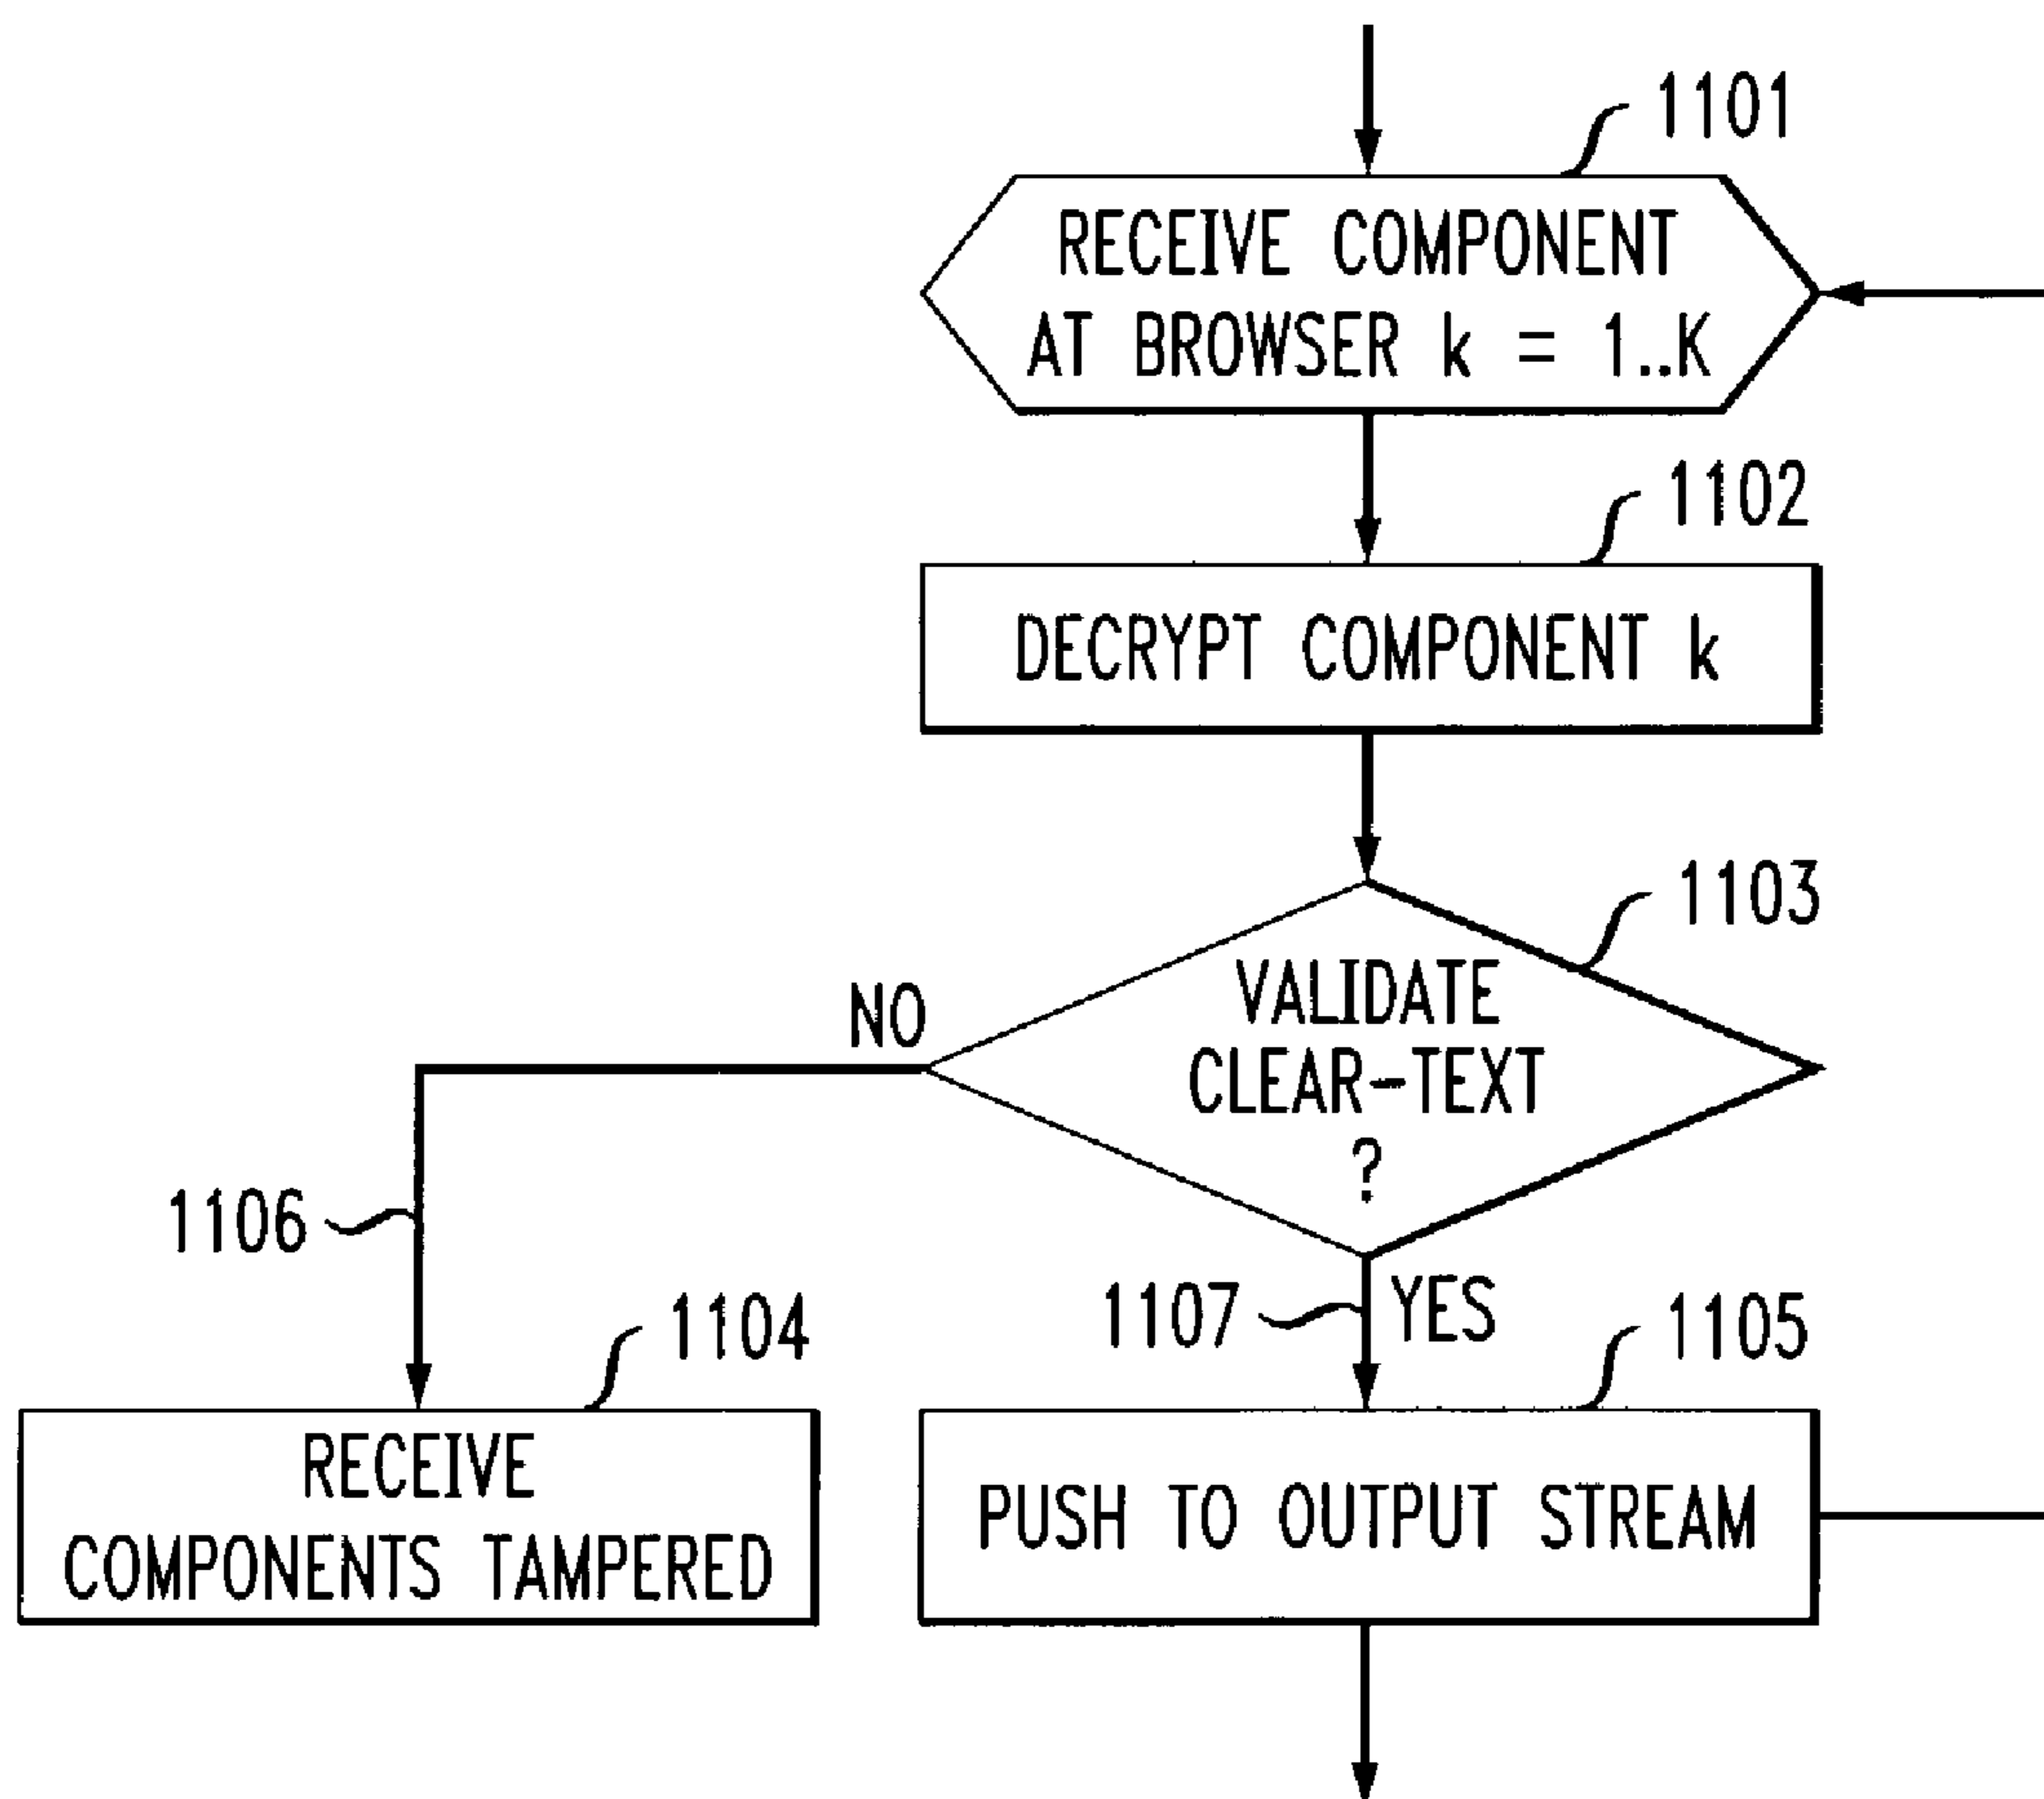 1101
RECEIVE COMPONENT
AT BROWSER k = 1..K
1102
DECRYPT COMPONENT k
1103
VALIDATE
CLEAR-TEXT
?
NO
1106
1107
YES
1104
RECEIVE
COMPONENTS TAMPERED
1105
PUSH TO OUTPUT STREAM